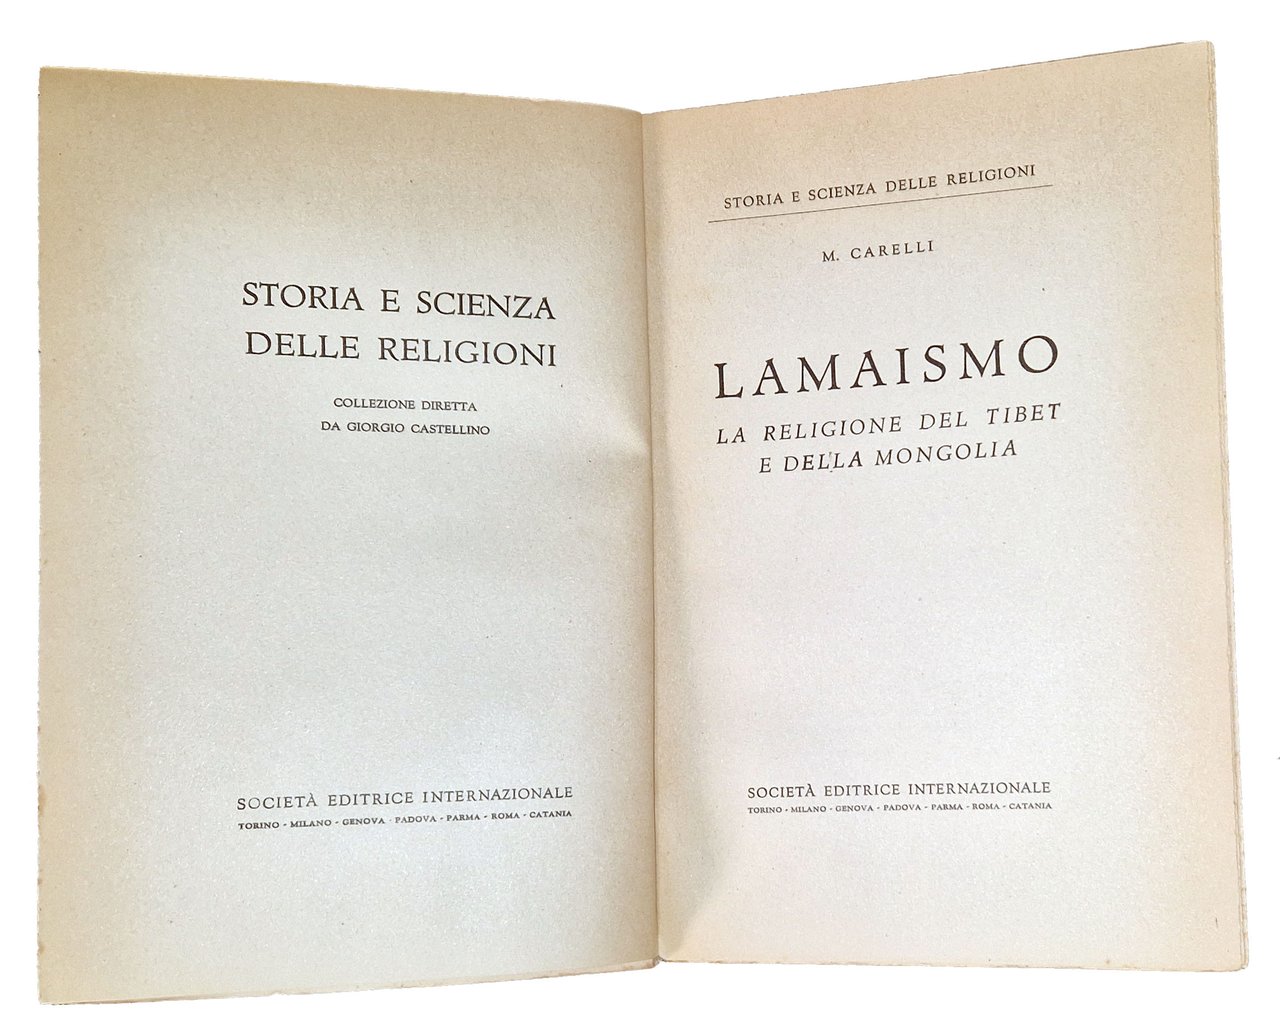 STORIA E SCIENZA
DELLE RELIGIONI
COLLEZIONE DIRETTA
DA GIORGIO CASTELLINO
SOCIETÀ EDITRICE INTERNAZIONALE
TORINO - MILANO - GENOVA - PADOVA - PARMA - ROMA - CATANIA
STORIA E SCIENZA DELLE RELIGIONI
M. CARELLI
LAMAISMO
LA RELIGIONE DEL TIBET
E DELLA MONGOLIA
SOCIETÀ EDITRICE INTERNAZIONALE
TORINO - MILANO - GENOVA - PADOVA - PARMA - ROMA - CATANIA